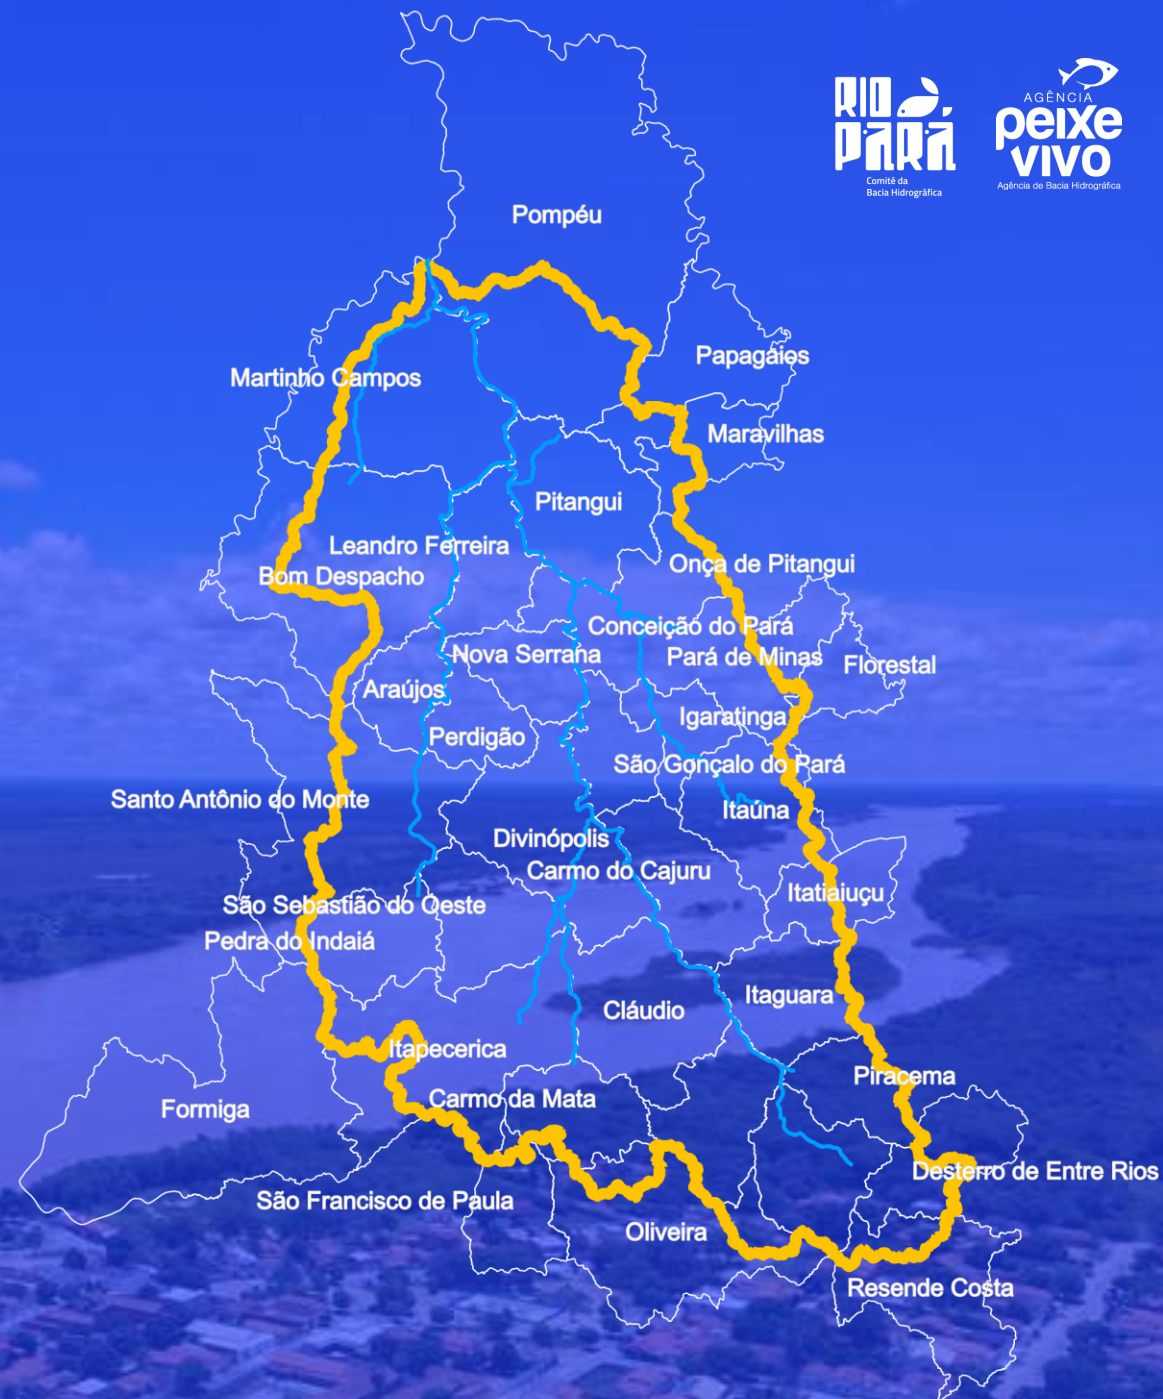 RIO
PARÁ
Comitê da
Bacia Hidrográfica
AGÊNCIA
peixe
vivo
Agência de Bacia Hidrográfica
Pompéu
Papagaios
Martinho Campos
Maravilhas
Pitangui
Leandro Ferreira
Onça de Pitangui
Bom Despacho
Conceição do Pará
Nova Serrana
Pará de Minas
Florestal
Araújos
Igaratinga
Perdigão
São Gonçalo do Pará
Santo Antônio do Monte
Itaúna
Divinópolis
Carmo do Cajuru
Itatiaiuçu
São Sebastião do Oeste
Pedra do Indaiá
Itaguara
Cláudio
Itapecerica
Piracema
Carmo da Mata
Formiga
Desterro de Entre Rios
São Francisco de Paula
Oliveira
Resende Costa